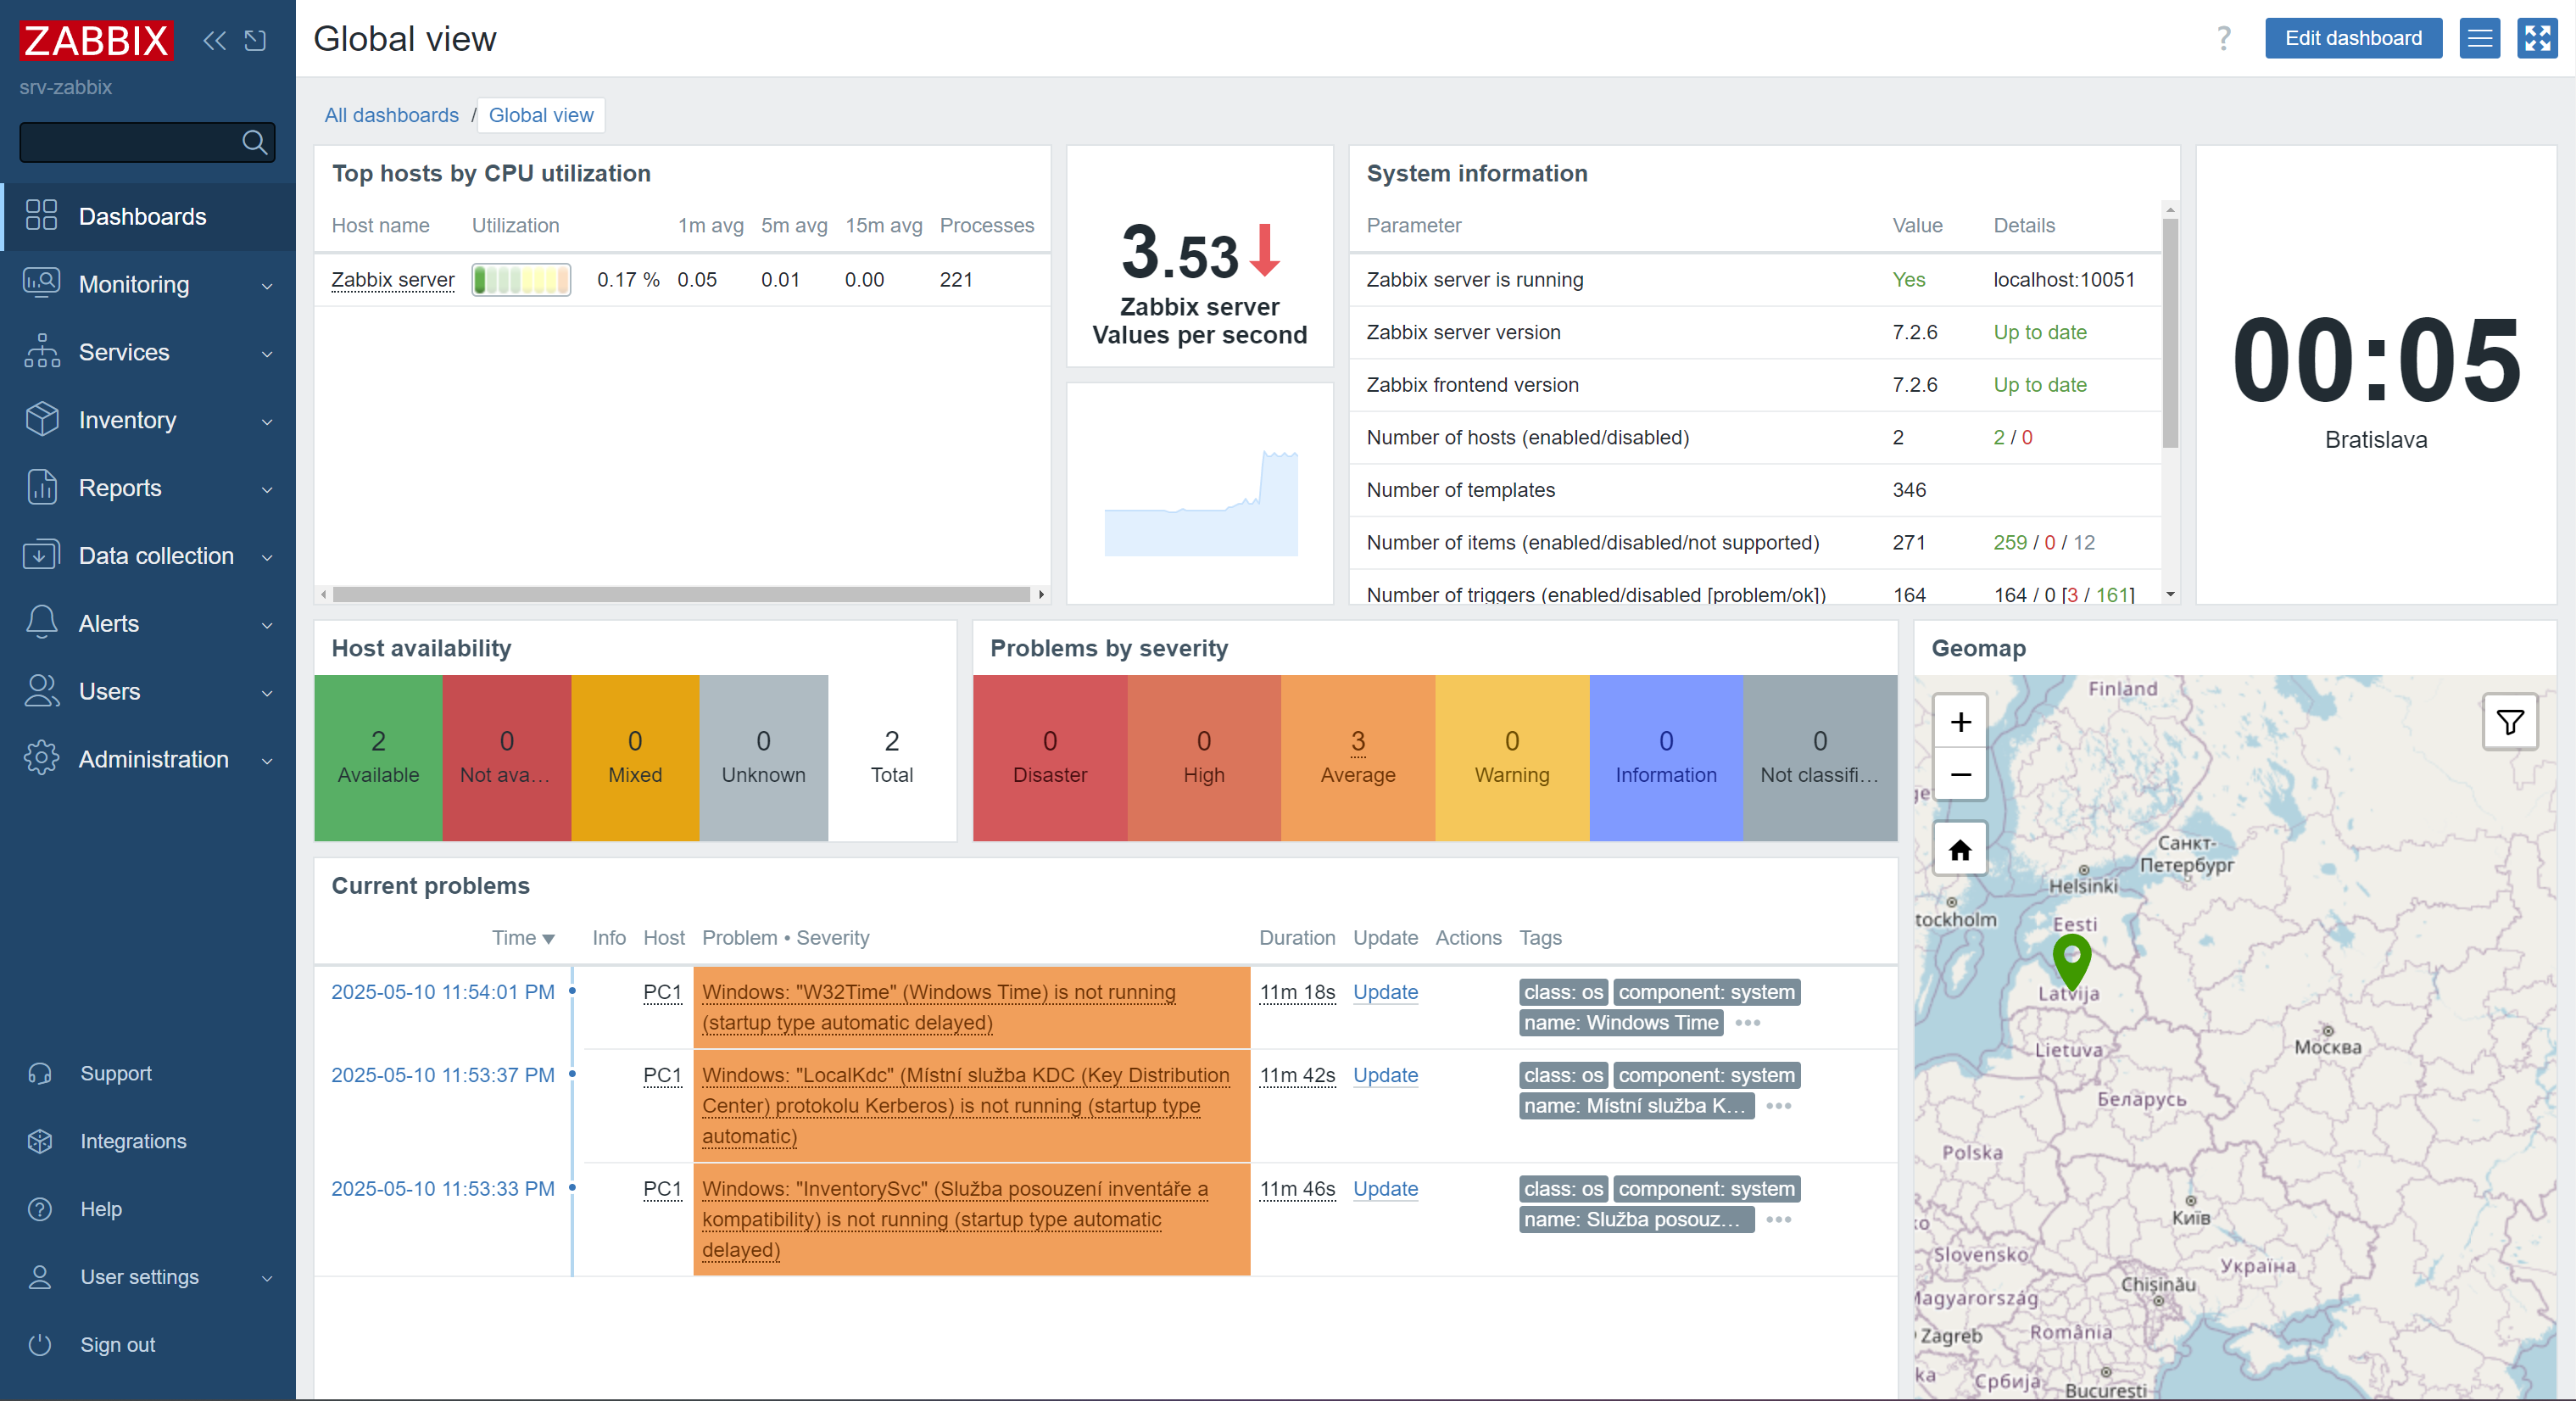 ZABBIX
srv-zabbix
Dashboards
Monitoring
Services
Inventory
Reports
Data collection
Alerts
Users
Administration
Support
Integrations
Help
User settings
Sign out
Global view
? Edit dashboard
All dashboards / Global view
Top hosts by CPU utilization
Host name Utilization 1m avg 5m avg 15m avg Processes
Zabbix server 0.17 % 0.05 0.01 0.00 221
3.53
Zabbix server
Values per second
System information
Parameter Value Details
Zabbix server is running Yes localhost:10051
Zabbix server version 7.2.6 Up to date
Zabbix frontend version 7.2.6 Up to date
Number of hosts (enabled/disabled) 2 2 / 0
Number of templates 346
Number of items (enabled/disabled/not supported) 271 259 / 0 / 12
Number of triggers (enabled/disabled [problem/ok]) 164 164 / 0 [3 / 161]
00:05
Bratislava
Host availability
2 0 0 0 2
Available Not ava... Mixed Unknown Total
Problems by severity
0 0 3 0 0 0
Disaster High Average Warning Information Not classifi...
Current problems
Time Info Host Problem • Severity Duration Update Actions Tags
2025-05-10 11:54:01 PM PC1 Windows: "W32Time" (Windows Time) is not running 11m 18s Update class: os component: system
(startup type automatic delayed) name: Windows Time •••
2025-05-10 11:53:37 PM PC1 Windows: "LocalKdc" (Místní služba KDC (Key Distribution 11m 42s Update class: os component: system
Center) protokolu Kerberos) is not running (startup type name: Místní služba K... •••
automatic)
2025-05-10 11:53:33 PM PC1 Windows: "InventorySvc" (Služba posouzení inventáře a 11m 46s Update class: os component: system
kompatibility) is not running (startup type automatic name: Služba posouz... •••
delayed)
Geomap
+
−
Finland
ge
Санкт-
Петербург
Helsinki
tockholm
Eesti
Latvija
Москва
Lietuva
Беларусь
Polska
Київ
ko
Slovensko
Україна
Chișinău
Magyarország
Zagreb
România
Србија
ka
București